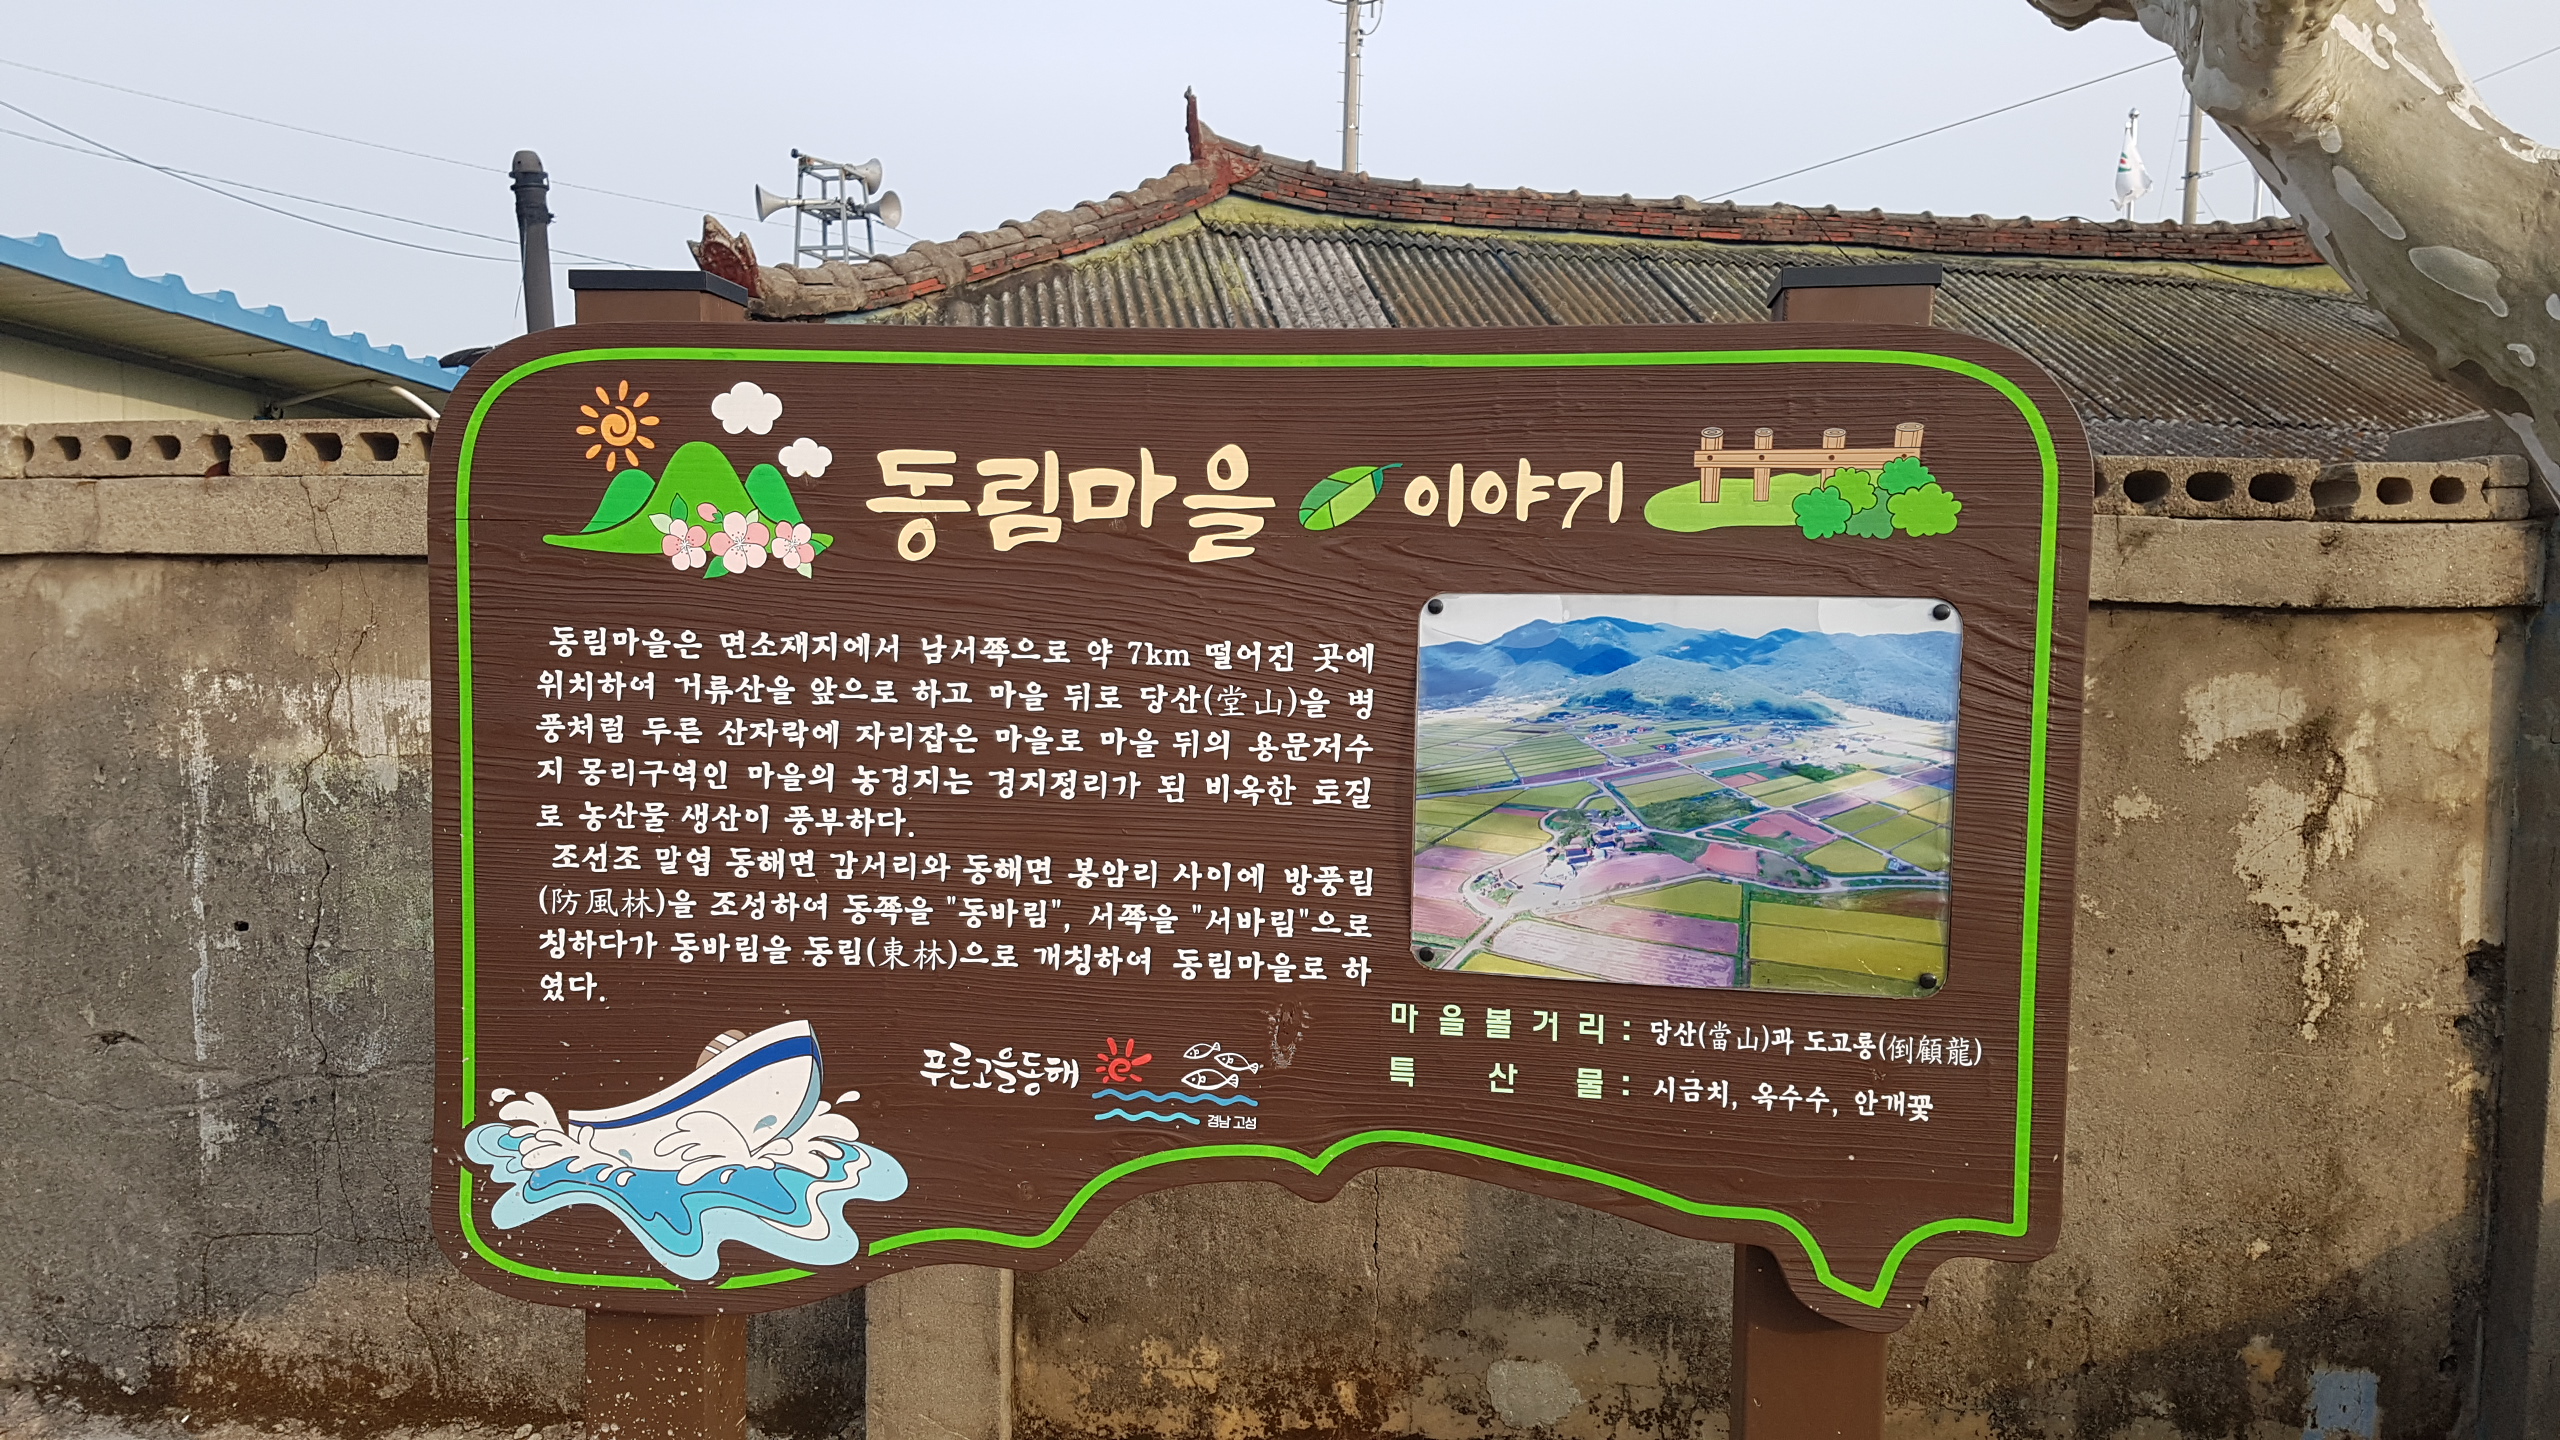 동림마을 이야기
동림마을은 면소재지에서 남서쪽으로 약 7km 떨어진 곳에
위치하여 거류산을 앞으로 하고 마을 뒤로 당산(堂山)을 병
풍처럼 두른 산자락에 자리잡은 마을로 마을 뒤의 용문저수
지 몽리구역인 마을의 농경지는 경지정리가 된 비옥한 토질
로 농산물 생산이 풍부하다.
조선조 말엽 동해면 감서리와 동해면 봉암리 사이에 방풍림
(防風林)을 조성하여 동쪽을 "동바림", 서쪽을 "서바림"으로
칭하다가 동바림을 동림(東林)으로 개칭하여 동림마을로 하
였다.
마을볼거리 : 당산(當山)과 도고룡(倒顧龍)
특산물 : 시금치, 옥수수, 안개꽃
푸른고을동해
경남 고성